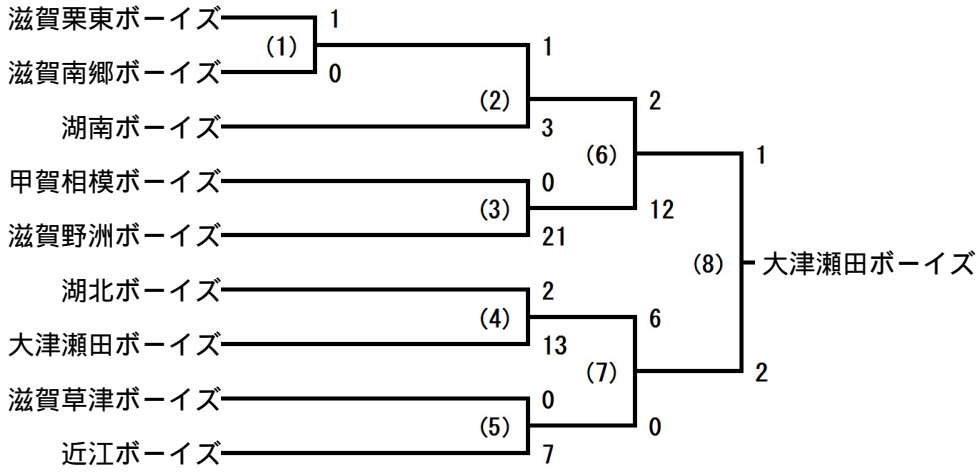 滋賀栗東ボーイズ 1
(1) 1
滋賀南郷ボーイズ 0
(2) 2
湖南ボーイズ 3
(6) 1
甲賀相模ボーイズ 0
(3) 12
滋賀野洲ボーイズ 21
(8) 大津瀬田ボーイズ
湖北ボーイズ 2
(4) 6
大津瀬田ボーイズ 13
(7) 2
滋賀草津ボーイズ 0
(5) 0
近江ボーイズ 7